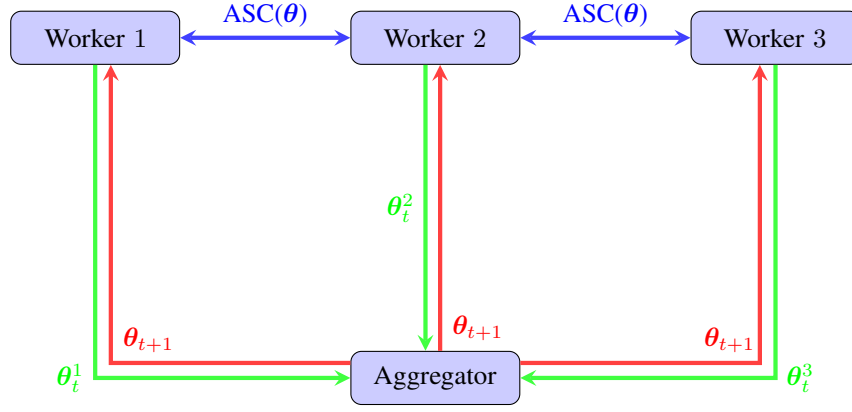 ASC(θ) ASC(θ)
Worker 1 Worker 2 Worker 3
θ_t^2
θ_{t+1} θ_{t+1} θ_{t+1}
θ_t^1 Aggregator θ_t^3